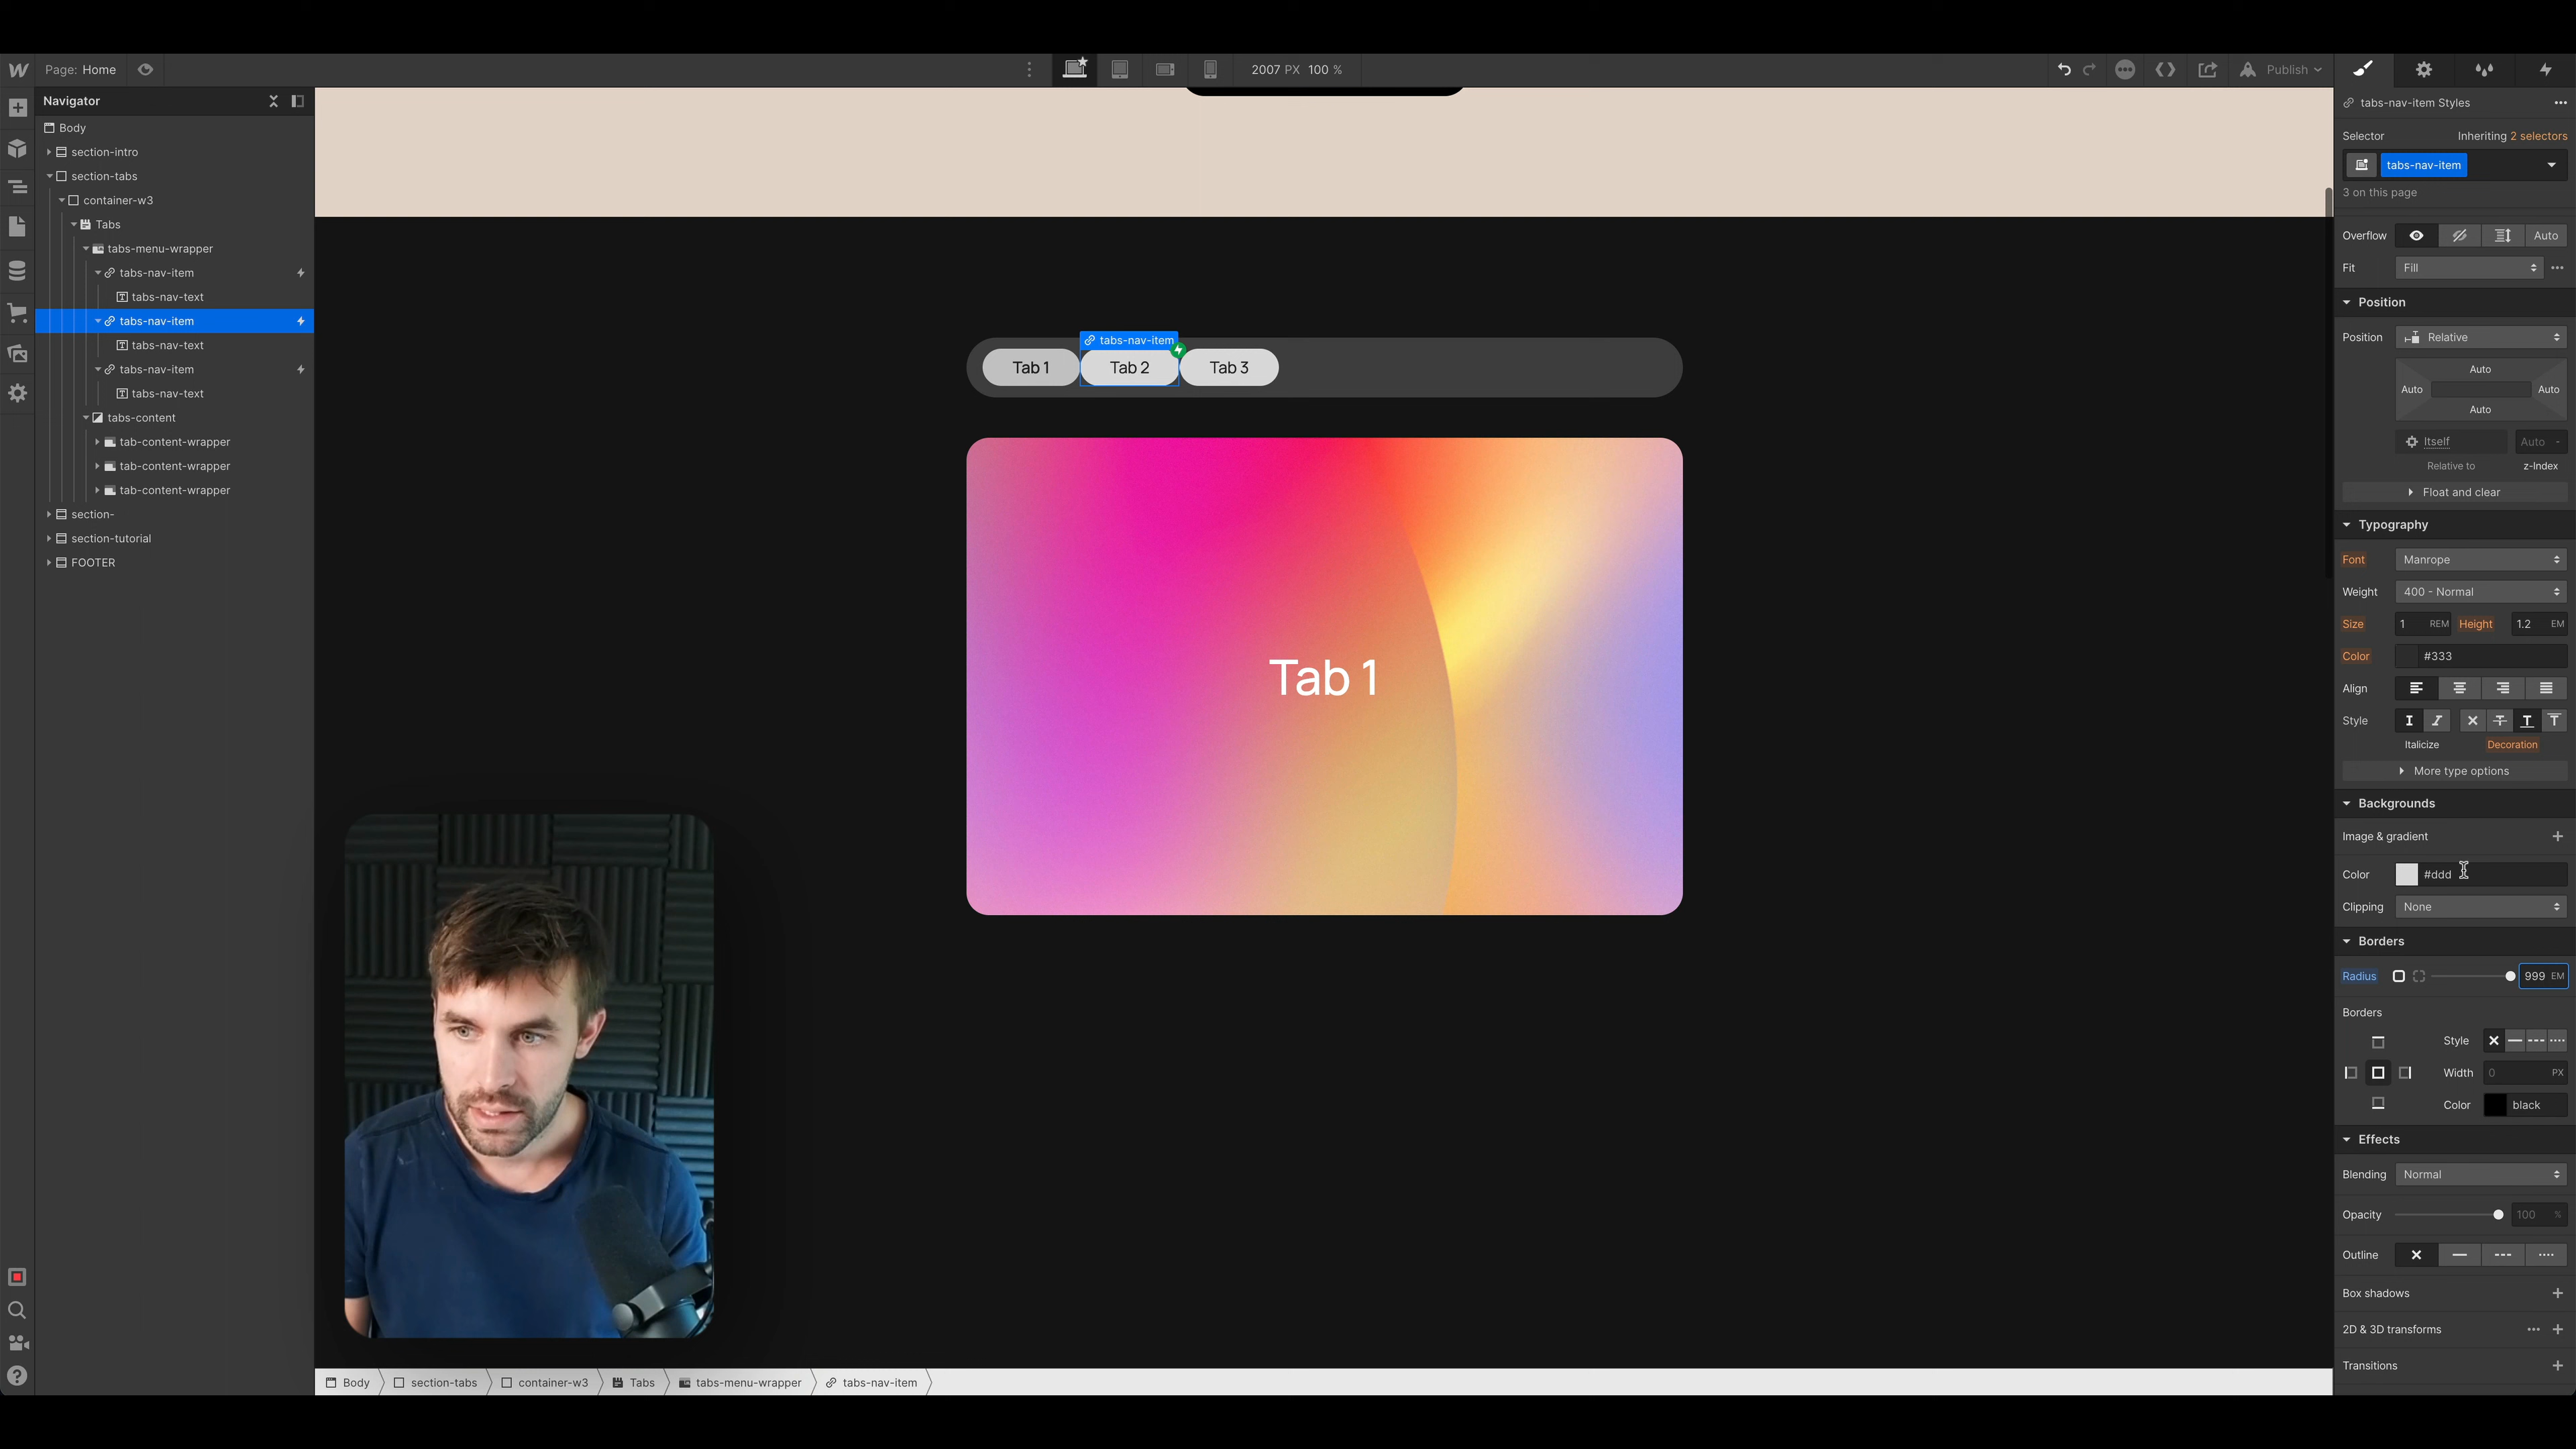 Page: Home
2007 PX 100 %
Publish
Navigator
Body
section-intro
section-tabs
container-w3
Tabs
tabs-menu-wrapper
tabs-nav-item
tabs-nav-text
tabs-nav-item
tabs-nav-text
tabs-nav-item
tabs-nav-text
tabs-content
tab-content-wrapper
tab-content-wrapper
tab-content-wrapper
section-
section-tutorial
FOOTER
tabs-nav-item
Tab 1
Tab 2
Tab 3
Tab 1
Body
section-tabs
container-w3
Tabs
tabs-menu-wrapper
tabs-nav-item
tabs-nav-item Styles
Selector
Inheriting 2 selectors
tabs-nav-item
3 on this page
Overflow
Auto
Fit
Fill
Position
Position
Relative
Auto
Auto
Auto
Auto
Itself
Auto
Relative to
z-Index
Float and clear
Typography
Font
Manrope
Weight
400 - Normal
Size
1 REM
Height
1.2 EM
Color
#333
Align
Style
Italicize
Decoration
More type options
Backgrounds
Image & gradient
Color
#ddd
Clipping
None
Borders
Radius
999 EM
Borders
Style
Width
0 PX
Color
black
Effects
Blending
Normal
Opacity
100 %
Outline
Box shadows
2D & 3D transforms
Transitions